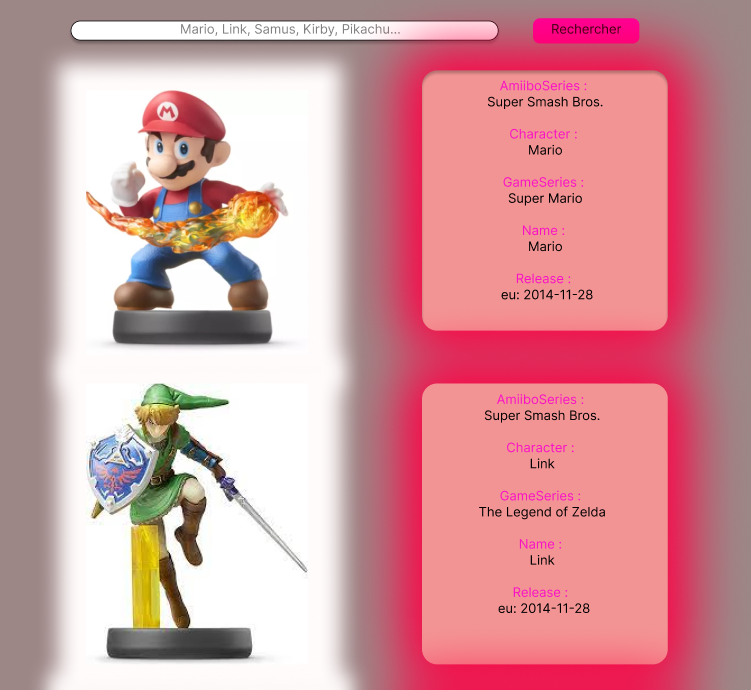 Mario, Link, Samus, Kirby, Pikachu...
Rechercher
M
AmiiboSeries :
Super Smash Bros.
Character :
Mario
GameSeries :
Super Mario
Name :
Mario
Release :
eu: 2014-11-28
AmiiboSeries :
Super Smash Bros.
Character :
Link
GameSeries :
The Legend of Zelda
Name :
Link
Release :
eu: 2014-11-28